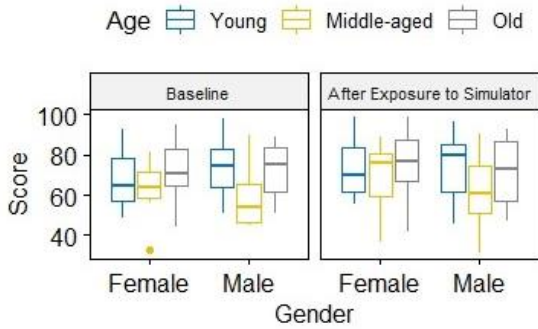 Age Young Middle-aged Old
Baseline After Exposure to Simulator
100
80
60
40
Score
Female Male Female Male
Gender